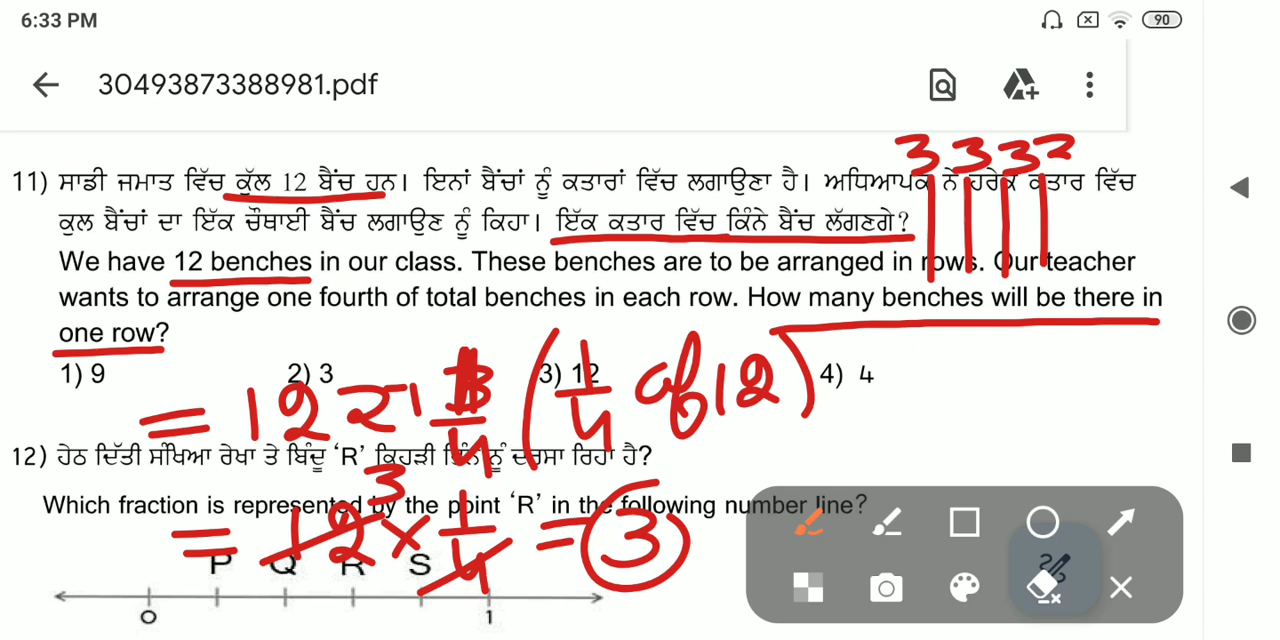 6:33 PM 90
30493873388981.pdf
3 3 3 3
11) ਸਾਡੀ ਜਮਾਤ ਵਿੱਚ ਕੁੱਲ 12 ਬੈਂਚ ਹਨ। ਇਨਾਂ ਬੈਂਚਾਂ ਨੂੰ ਕਤਾਰਾਂ ਵਿੱਚ ਲਗਾਉਣਾ ਹੈ। ਅਧਿਆਪਕ ਨੇ ਹਰੇਕ ਕਤਾਰ ਵਿੱਚ
ਕੁਲ ਬੈਂਚਾਂ ਦਾ ਇੱਕ ਚੌਥਾਈ ਬੈਂਚ ਲਗਾਉਣ ਨੂੰ ਕਿਹਾ। ਇੱਕ ਕਤਾਰ ਵਿੱਚ ਕਿੰਨੇ ਬੈਂਚ ਲੱਗਣਗੇ?
We have 12 benches in our class. These benches are to be arranged in rows. Our teacher
wants to arrange one fourth of total benches in each row. How many benches will be there in
one row?
1) 9 2) 3 3) 12 4) 4
= 12 ਦਾ 1/4 (1/4 of 12)
12) ਹੇਠ ਦਿੱਤੀ ਸੰਖਿਆ ਰੇਖਾ ਤੇ ਬਿੰਦੂ ‘R’ ਕਿਹੜੀ ਭਿੰਨ ਨੂੰ ਦਰਸਾ ਰਿਹਾ ਹੈ?
Which fraction is represented by the point ‘R’ in the following number line?
= 12 × 1/4 = 3
3
P Q R S
0 1